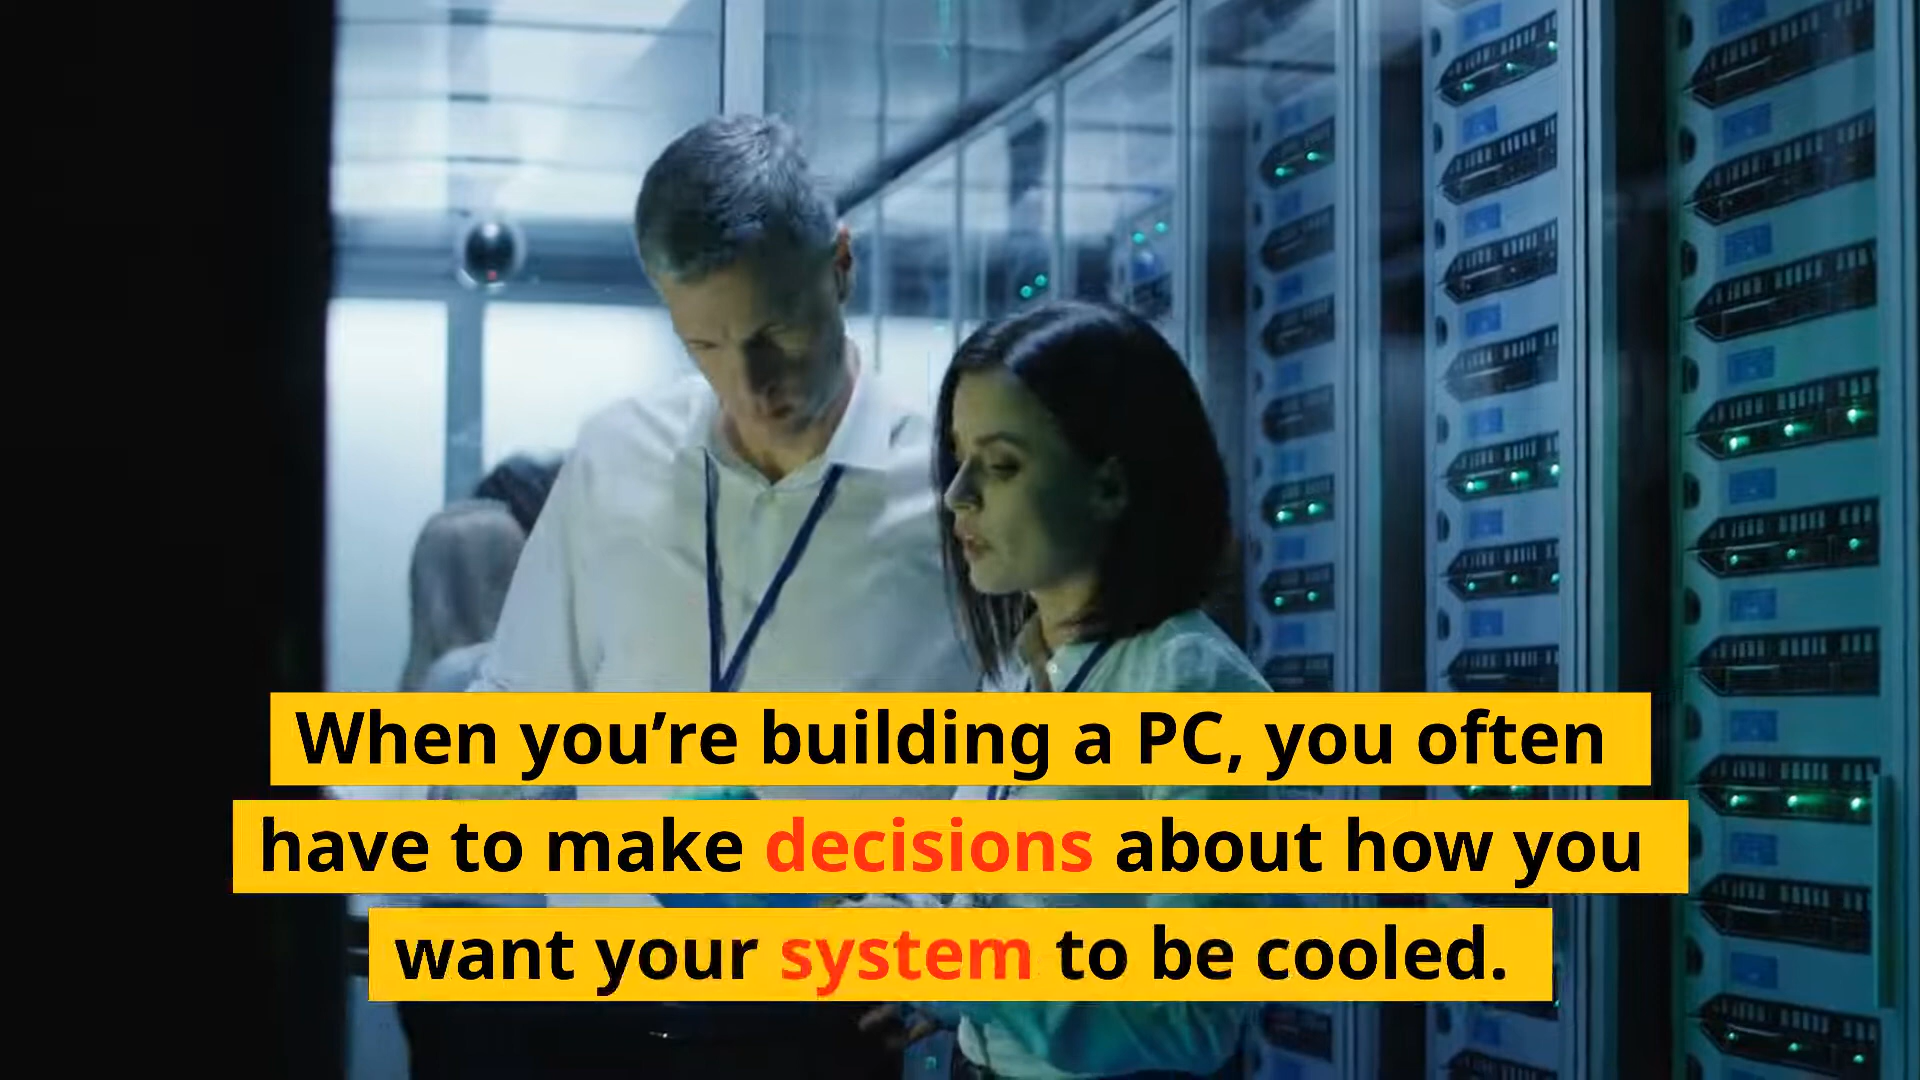 When you’re building a PC, you often
have to make decisions about how you
want your system to be cooled.